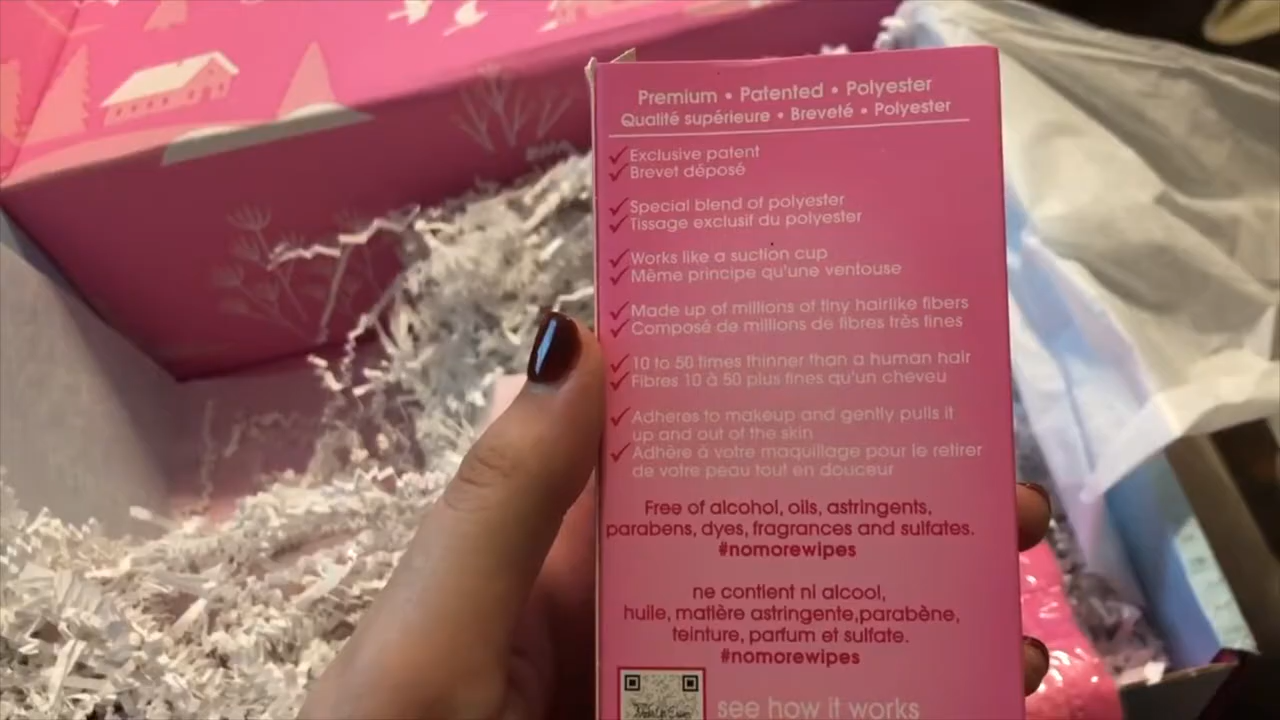 Premium • Patented • Polyester
Qualité supérieure • Breveté • Polyester
Exclusive patent
Brevet déposé
Special blend of polyester
Tissage exclusif du polyester
Works like a suction cup
Même principe qu'une ventouse
Made up of millions of tiny hairlike fibers
Composé de millions de fibres très fines
10 to 50 times thinner than a human hair
Fibres 10 à 50 plus fines qu'un cheveu
Adheres to makeup and gently pulls it
up and out of the skin
Adhère à votre maquillage pour le retirer
de votre peau tout en douceur
Free of alcohol, oils, astringents,
parabens, dyes, fragrances and sulfates.
#nomorewipes
ne contient ni alcool,
huile, matière astringente,parabène,
teinture, parfum et sulfate.
#nomorewipes
see how it works